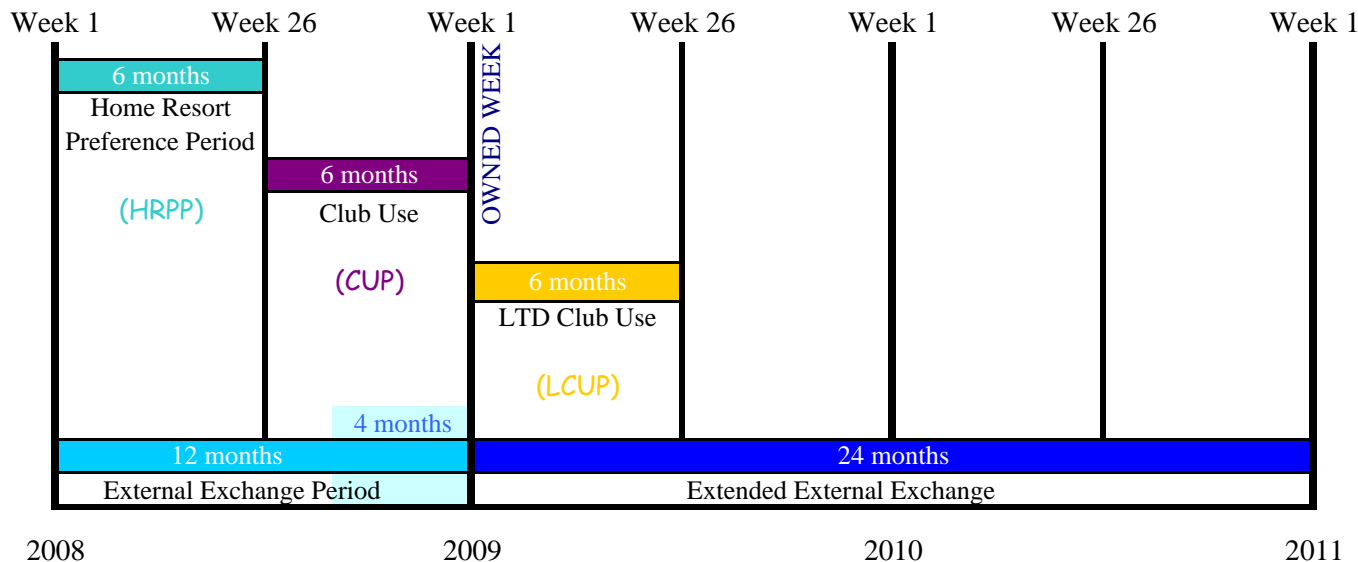 Week 1 Week 26 Week 1 Week 26 Week 1 Week 26 Week 1
OWNED WEEK
6 months
Home Resort
Preference Period
(HRPP)
6 months
Club Use
(CUP)
6 months
LTD Club Use
(LCUP)
4 months
12 months
24 months
External Exchange Period
Extended External Exchange
2008 2009 2010 2011